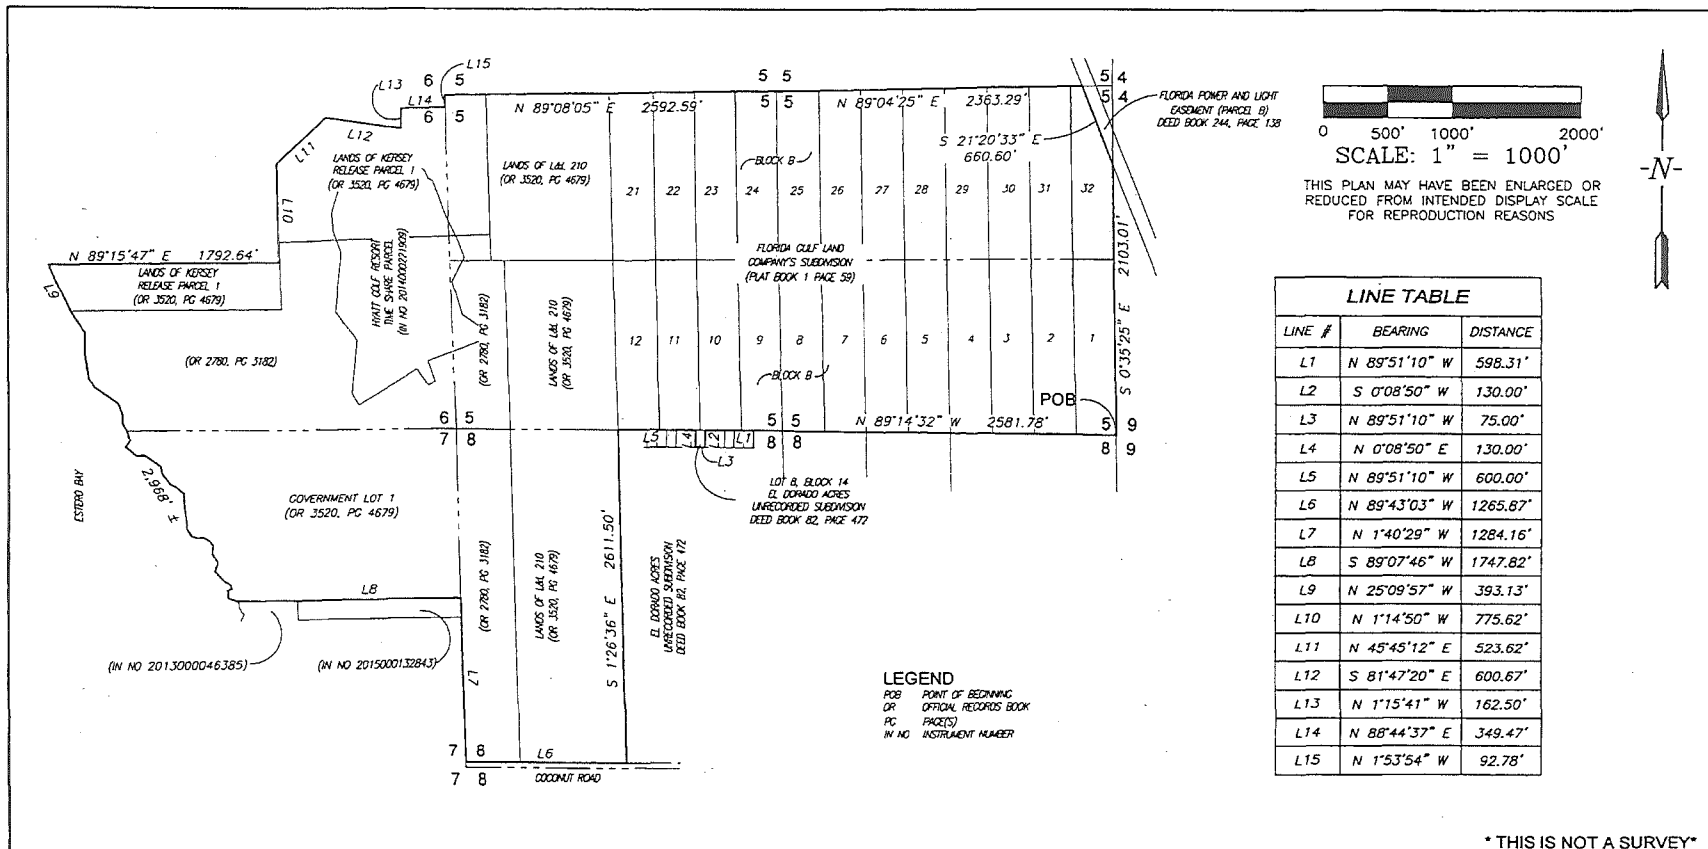 L15
L13
6 5
5 5
5 4
L14
6 5
N 89°08'05" E 2592.59'
5 5
N 89°04'25" E 2363.29'
5 4
FLORIDA POWER AND LIGHT
EASEMENT (PARCEL B)
DEED BOOK 244, PAGE 138
L12
L11
S 21°20'33" E
660.60'
LANDS OF KERSEY
RELEASE PARCEL 1
(OR 3520, PG 4679)
LANDS OF L&L 210
(OR 3520, PG 4679)
BLOCK B
21 22 23 24 25 26 27 28 29 30 31 32
L10
N 89°15'47" E 1792.64'
LANDS OF KERSEY
RELEASE PARCEL 1
(OR 3520, PG 4679)
L9
HYATT GOLF RESORT
TIME SHARE PARCEL
(IN NO 2014000221909)
FLORIDA GULF LAND
COMPANY'S SUBDIVISION
(PLAT BOOK 1 PAGE 59)
S 0°35'25" E 2103.01'
(OR 2780, PG 3182)
(OR 2780, PG 3182)
LANDS OF L&L 210
(OR 3520, PG 4679)
12 11 10 9 8 7 6 5 4 3 2 1
BLOCK B
POB
6 5
5 5
N 89°14'32" W 2581.78'
5 9
7 8
L5
L4
L2
L1
8 8
8 9
L3
LOT 8, BLOCK 14
EL DORADO ACRES
UNRECORDED SUBDIVISION
DEED BOOK 82, PAGE 472
ESTERO BAY
2,968' ±
GOVERNMENT LOT 1
(OR 3520, PG 4679)
L8
(OR 2780, PG 3182)
LANDS OF L&L 210
(OR 3520, PG 4679)
S 1°26'36" E 2611.50'
EL DORADO ACRES
UNRECORDED SUBDIVISION
DEED BOOK 82, PAGE 472
(IN NO 2013000046385)
(IN NO 2015000132843)
L7
7 8
L6
7 8
COCONUT ROAD
LEGEND
POB POINT OF BEGINNING
OR OFFICIAL RECORDS BOOK
PG PAGE(S)
IN NO INSTRUMENT NUMBER
0 500' 1000' 2000'
SCALE: 1" = 1000'
THIS PLAN MAY HAVE BEEN ENLARGED OR
REDUCED FROM INTENDED DISPLAY SCALE
FOR REPRODUCTION REASONS
-N-
LINE TABLE
LINE # BEARING DISTANCE
L1 N 89°51'10" W 598.31'
L2 S 0°08'50" W 130.00'
L3 N 89°51'10" W 75.00'
L4 N 0°08'50" E 130.00'
L5 N 89°51'10" W 600.00'
L6 N 89°43'03" W 1265.87'
L7 N 1°40'29" W 1284.16'
L8 S 89°07'46" W 1747.82'
L9 N 25°09'57" W 393.13'
L10 N 1°14'50" W 775.62'
L11 N 45°45'12" E 523.62'
L12 S 81°47'20" E 600.67'
L13 N 1°15'41" W 162.50'
L14 N 88°44'37" E 349.47'
L15 N 1°53'54" W 92.78'
* THIS IS NOT A SURVEY*